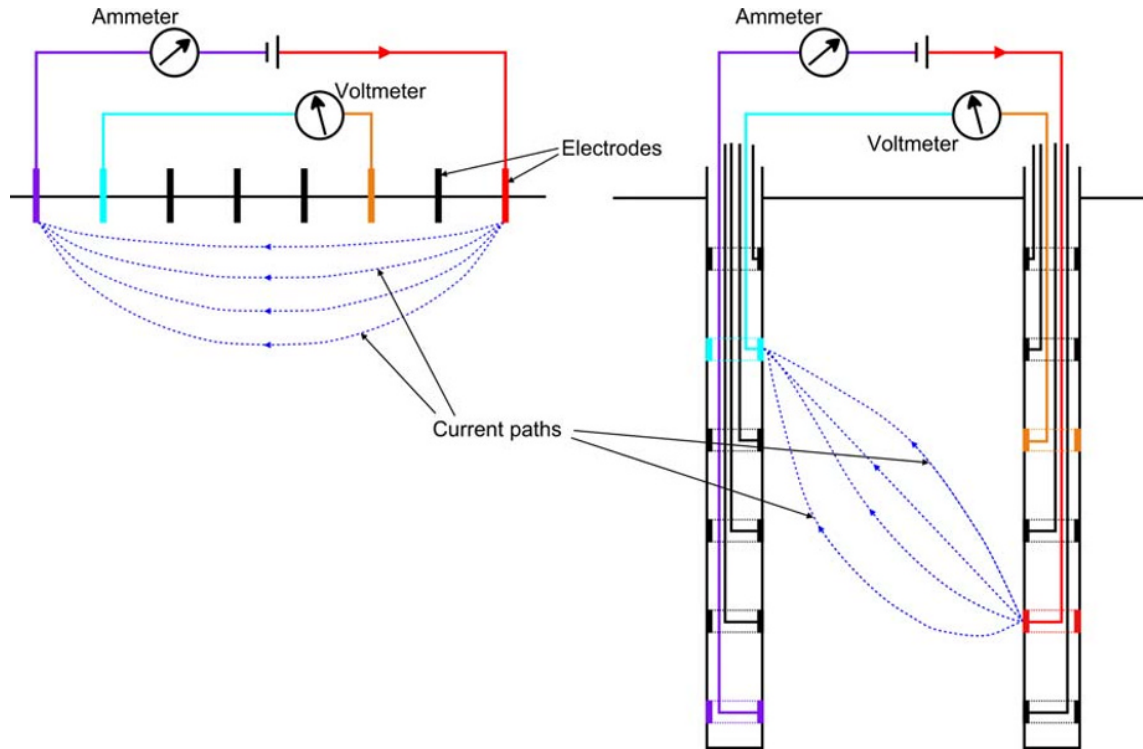 Ammeter
Voltmeter
Electrodes
Current paths
Ammeter
Voltmeter